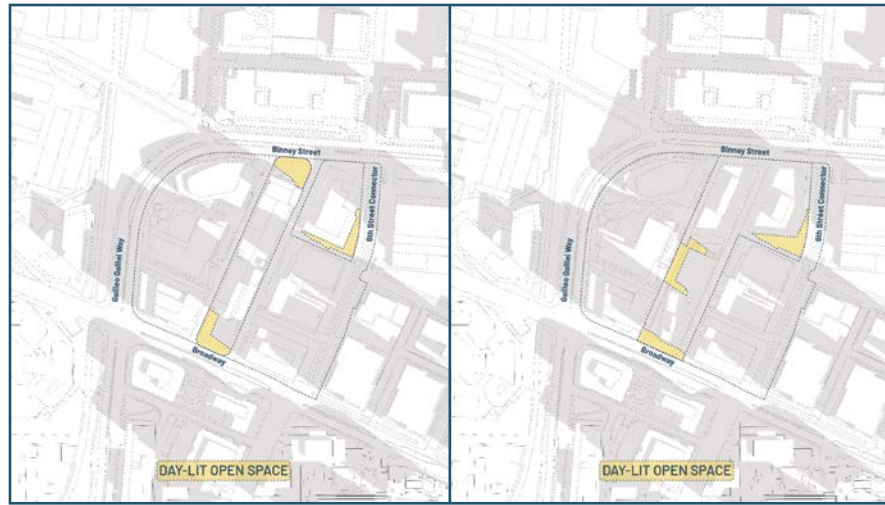 Binney Street
6th Street Connector
Galileo Galilei Way
Broadway
DAY-LIT OPEN SPACE
Binney Street
6th Street Connector
Galileo Galilei Way
Broadway
DAY-LIT OPEN SPACE